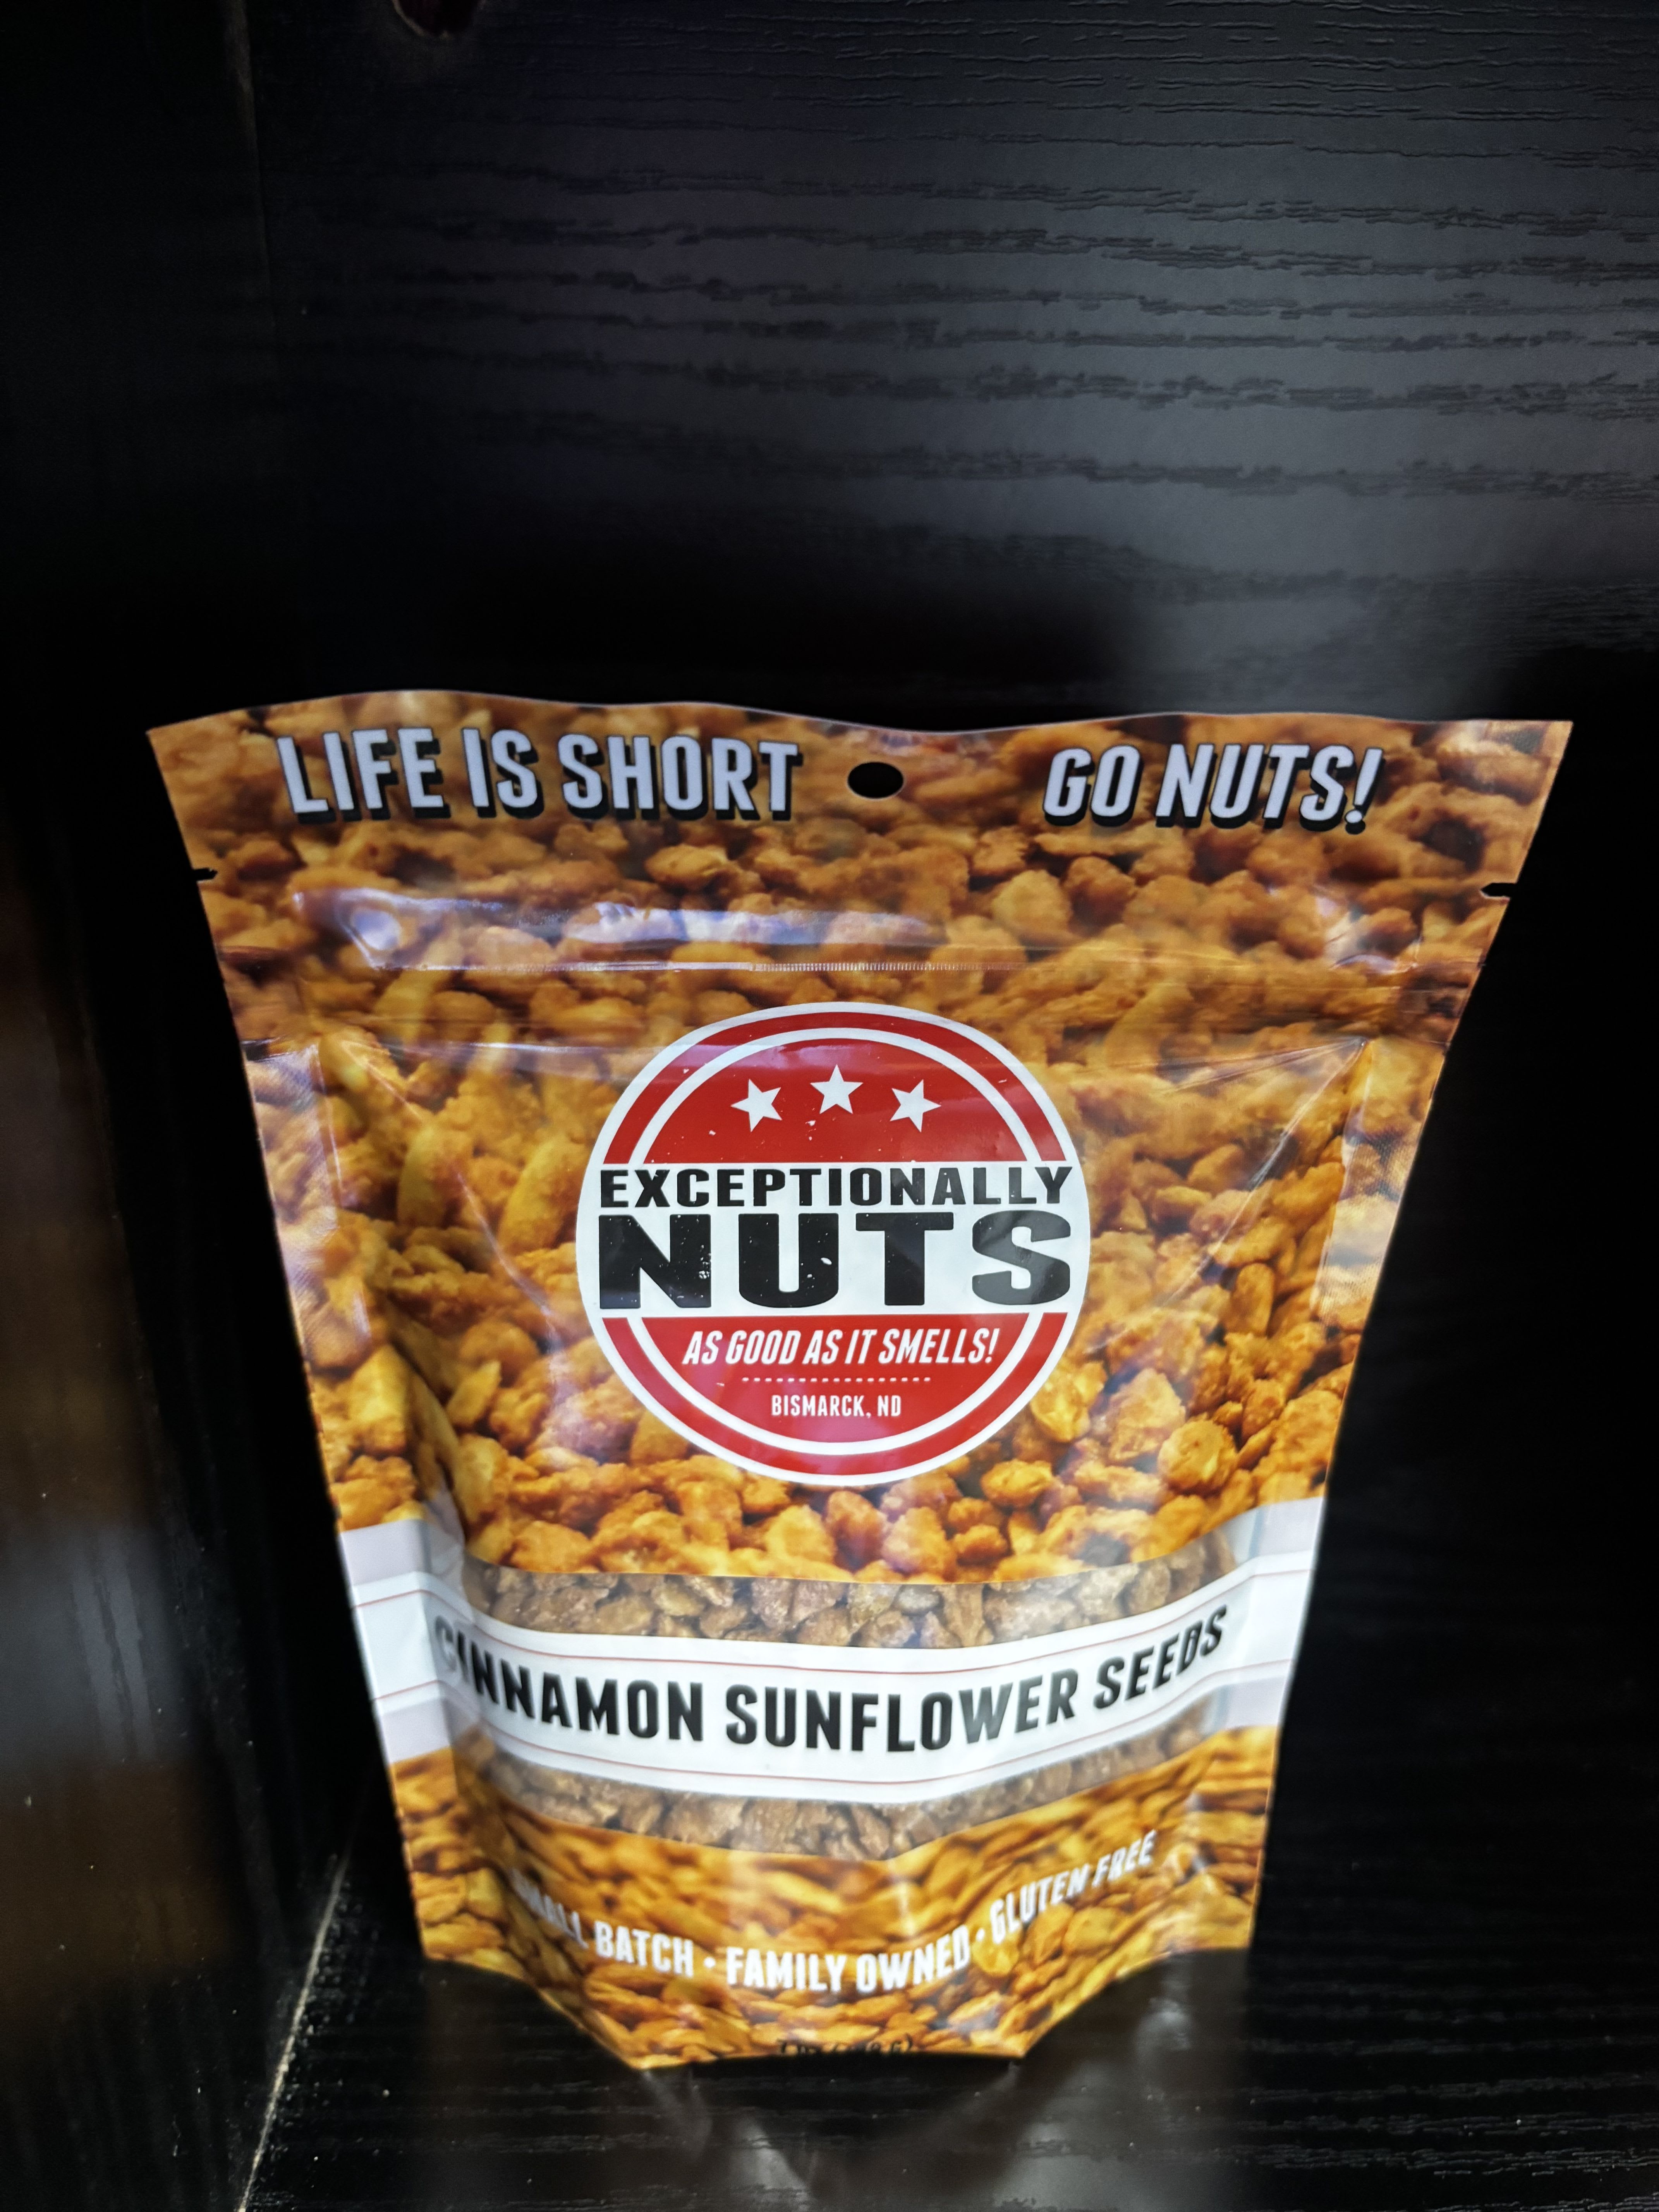 LIFE IS SHORT GO NUTS!
EXCEPTIONALLY
NUTS
AS GOOD AS IT SMELLS!
BISMARCK, ND
CINNAMON SUNFLOWER SEEDS
SMALL BATCH • FAMILY OWNED • GLUTEN FREE